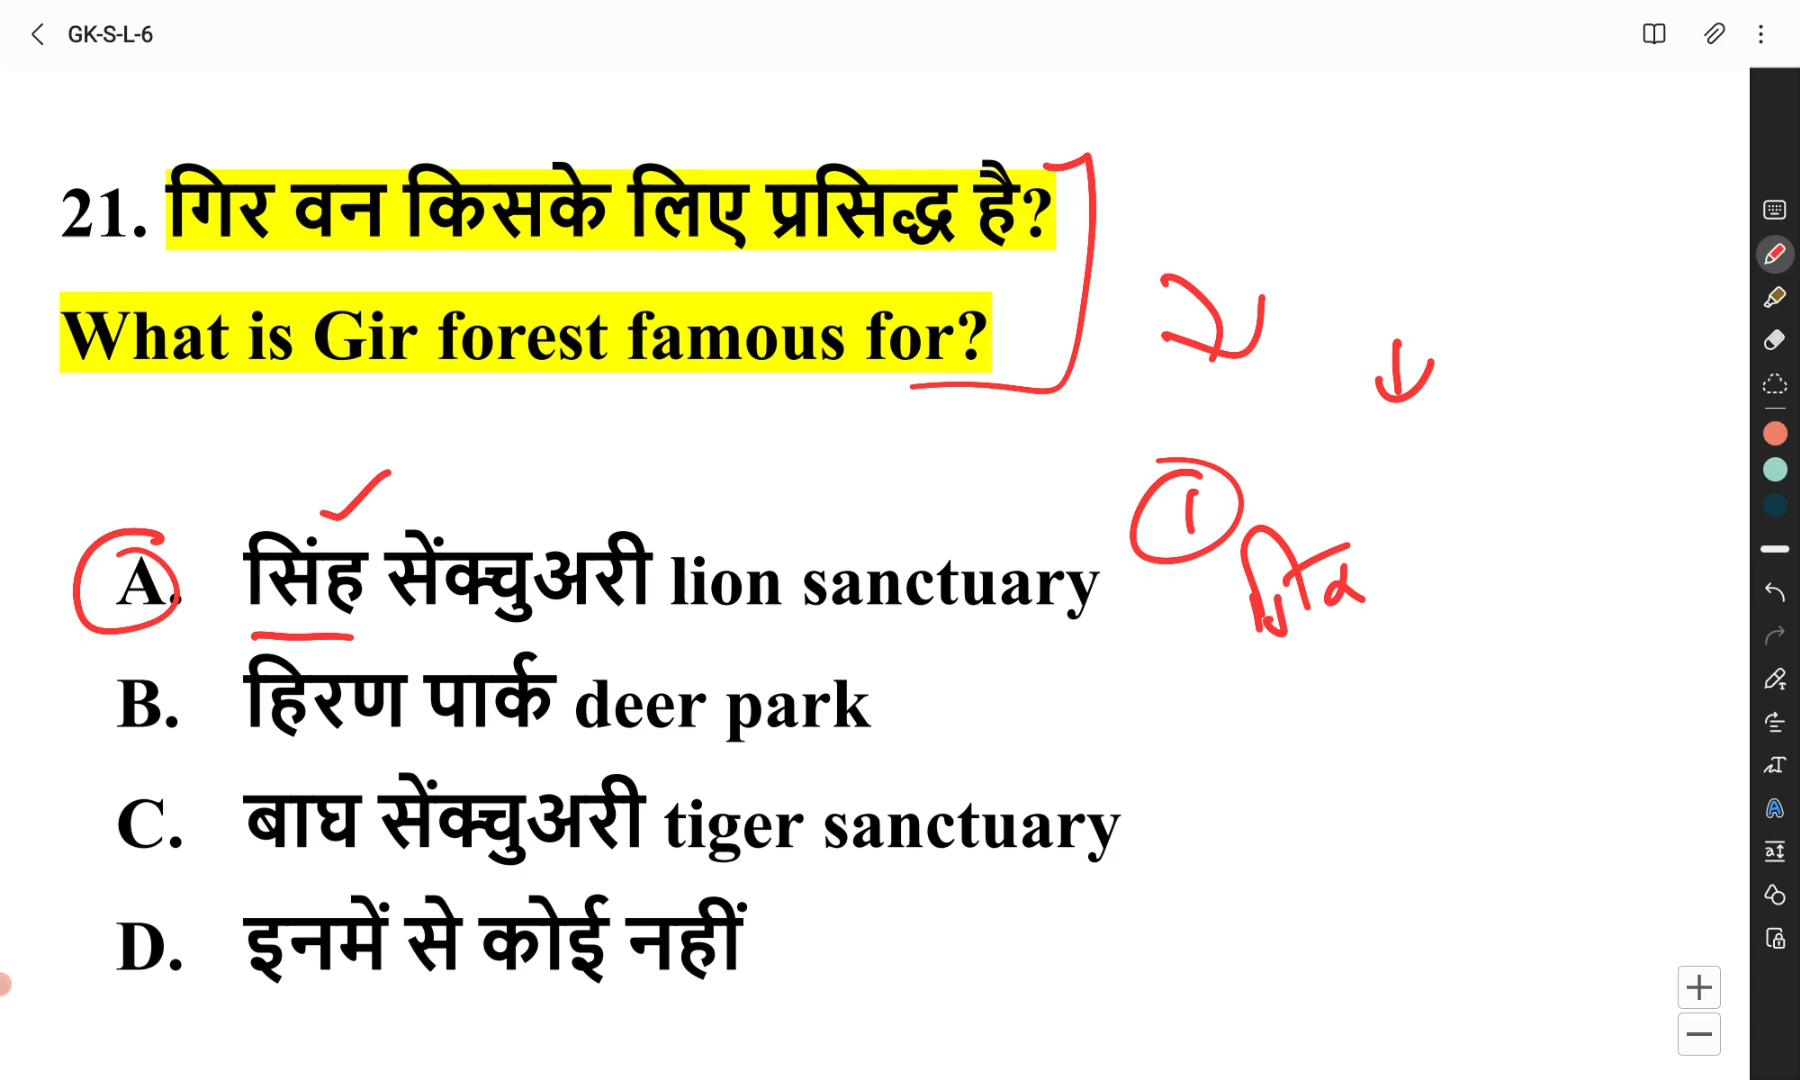 GK-S-L-6
21. गिर वन किसके लिए प्रसिद्ध है?
What is Gir forest famous for?
A. सिंह सेंक्चुअरी lion sanctuary
B. हिरण पार्क deer park
C. बाघ सेंक्चुअरी tiger sanctuary
D. इनमें से कोई नहीं
1